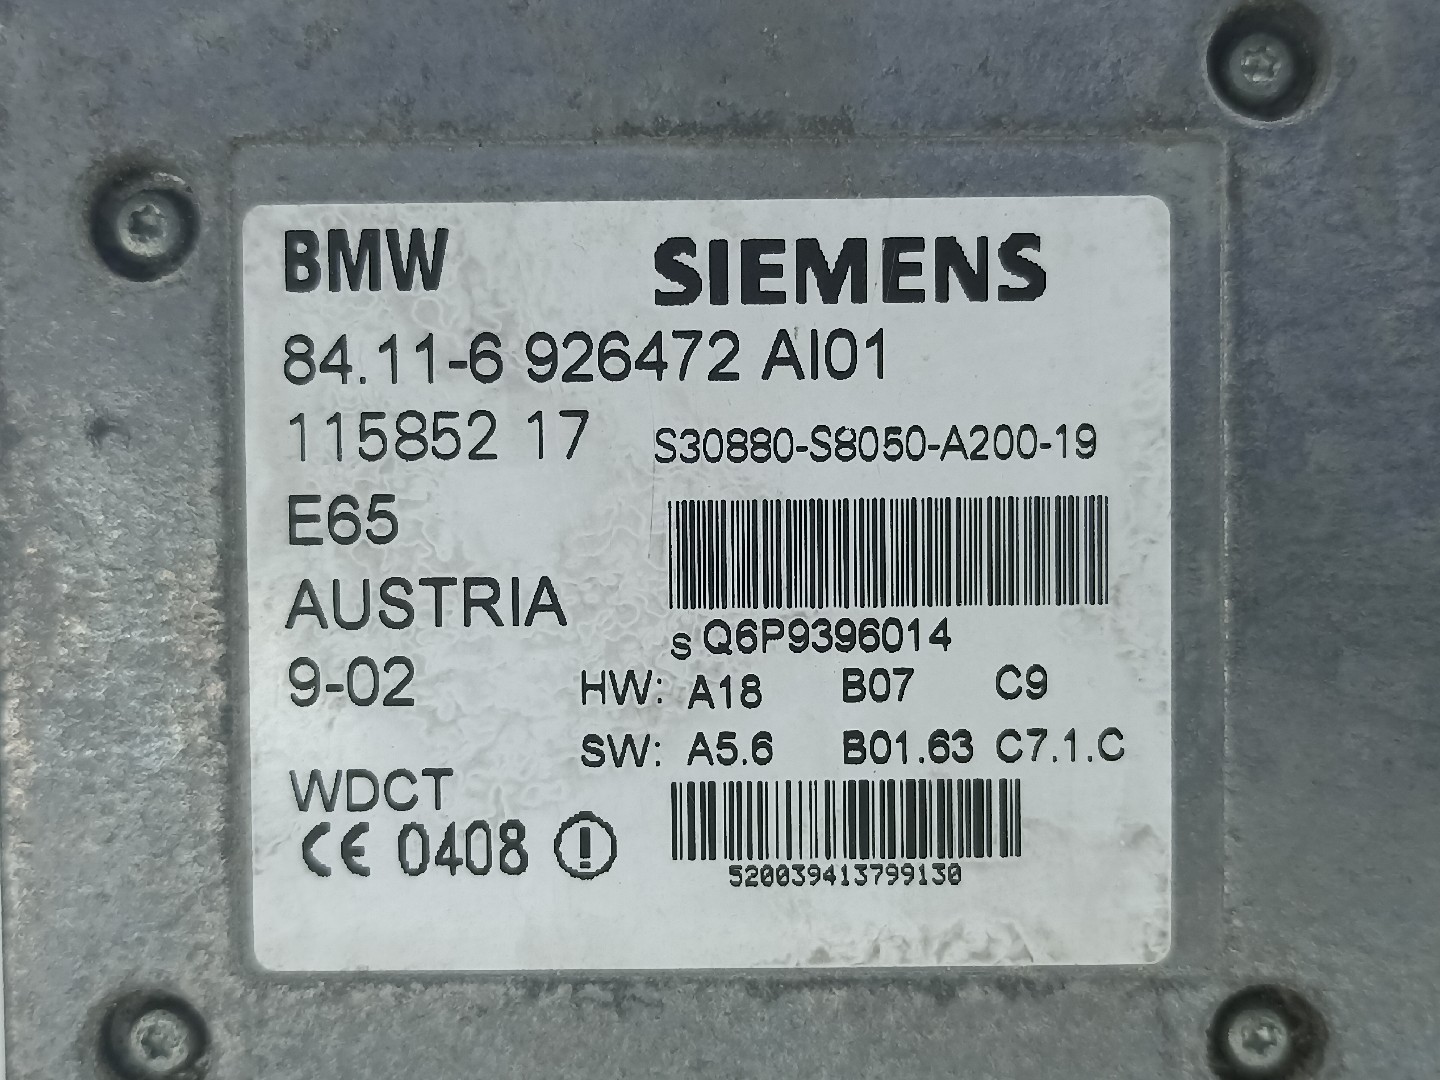 BMW SIEMENS
84.11-6 926472 AI01
115852 17 S30880-S8050-A200-19
E65
AUSTRIA
S Q6P9396014
9-02 HW: A18 B07 C9
SW: A5.6 B01.63 C7.1.C
WDCT
CE 0408 !
520039413799130